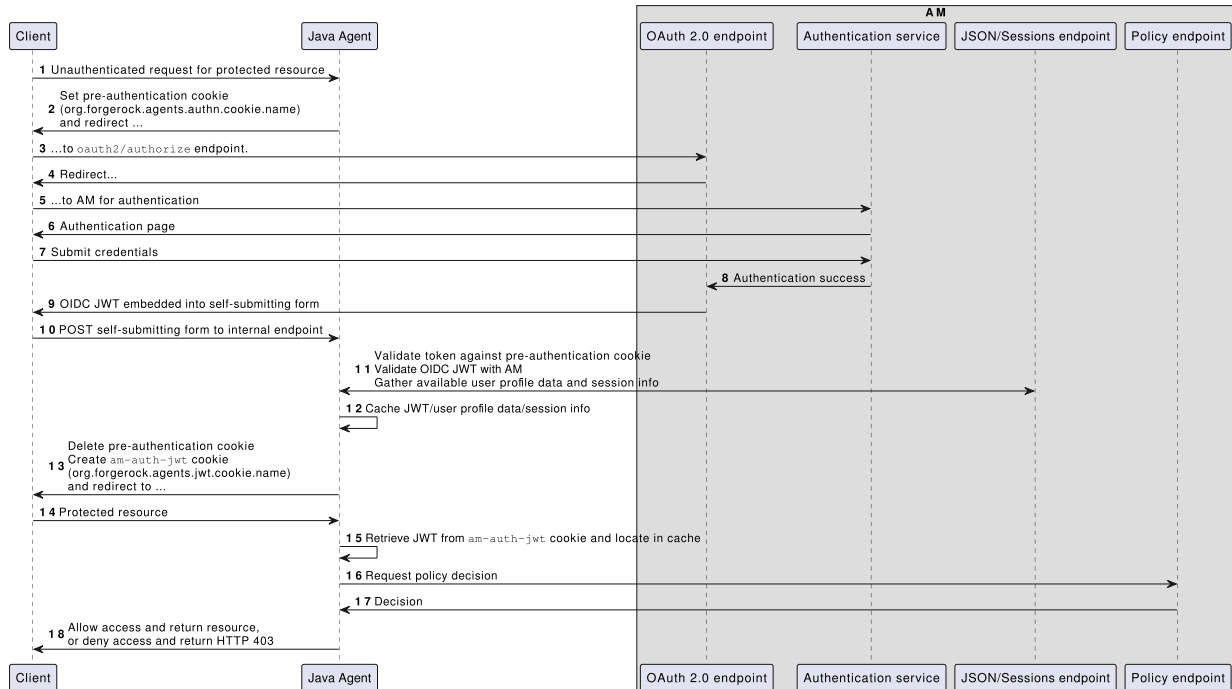 AM
Client
Java Agent
OAuth 2.0 endpoint
Authentication service
JSON/Sessions endpoint
Policy endpoint
1 Unauthenticated request for protected resource
Set pre-authentication cookie
2 (org.forgerock.agents.authn.cookie.name)
and redirect ...
3 ...to oauth2/authorize endpoint.
4 Redirect...
5 ...to AM for authentication
6 Authentication page
7 Submit credentials
8 Authentication success
9 OIDC JWT embedded into self-submitting form
10 POST self-submitting form to internal endpoint
Validate token against pre-authentication cookie
11 Validate OIDC JWT with AM
Gather available user profile data and session info
12 Cache JWT/user profile data/session info
Delete pre-authentication cookie
Create am-auth-jwt cookie
13 (org.forgerock.agents.jwt.cookie.name)
and redirect to ...
14 Protected resource
15 Retrieve JWT from am-auth-jwt cookie and locate in cache
16 Request policy decision
17 Decision
18 Allow access and return resource,
or deny access and return HTTP 403
Client
Java Agent
OAuth 2.0 endpoint
Authentication service
JSON/Sessions endpoint
Policy endpoint